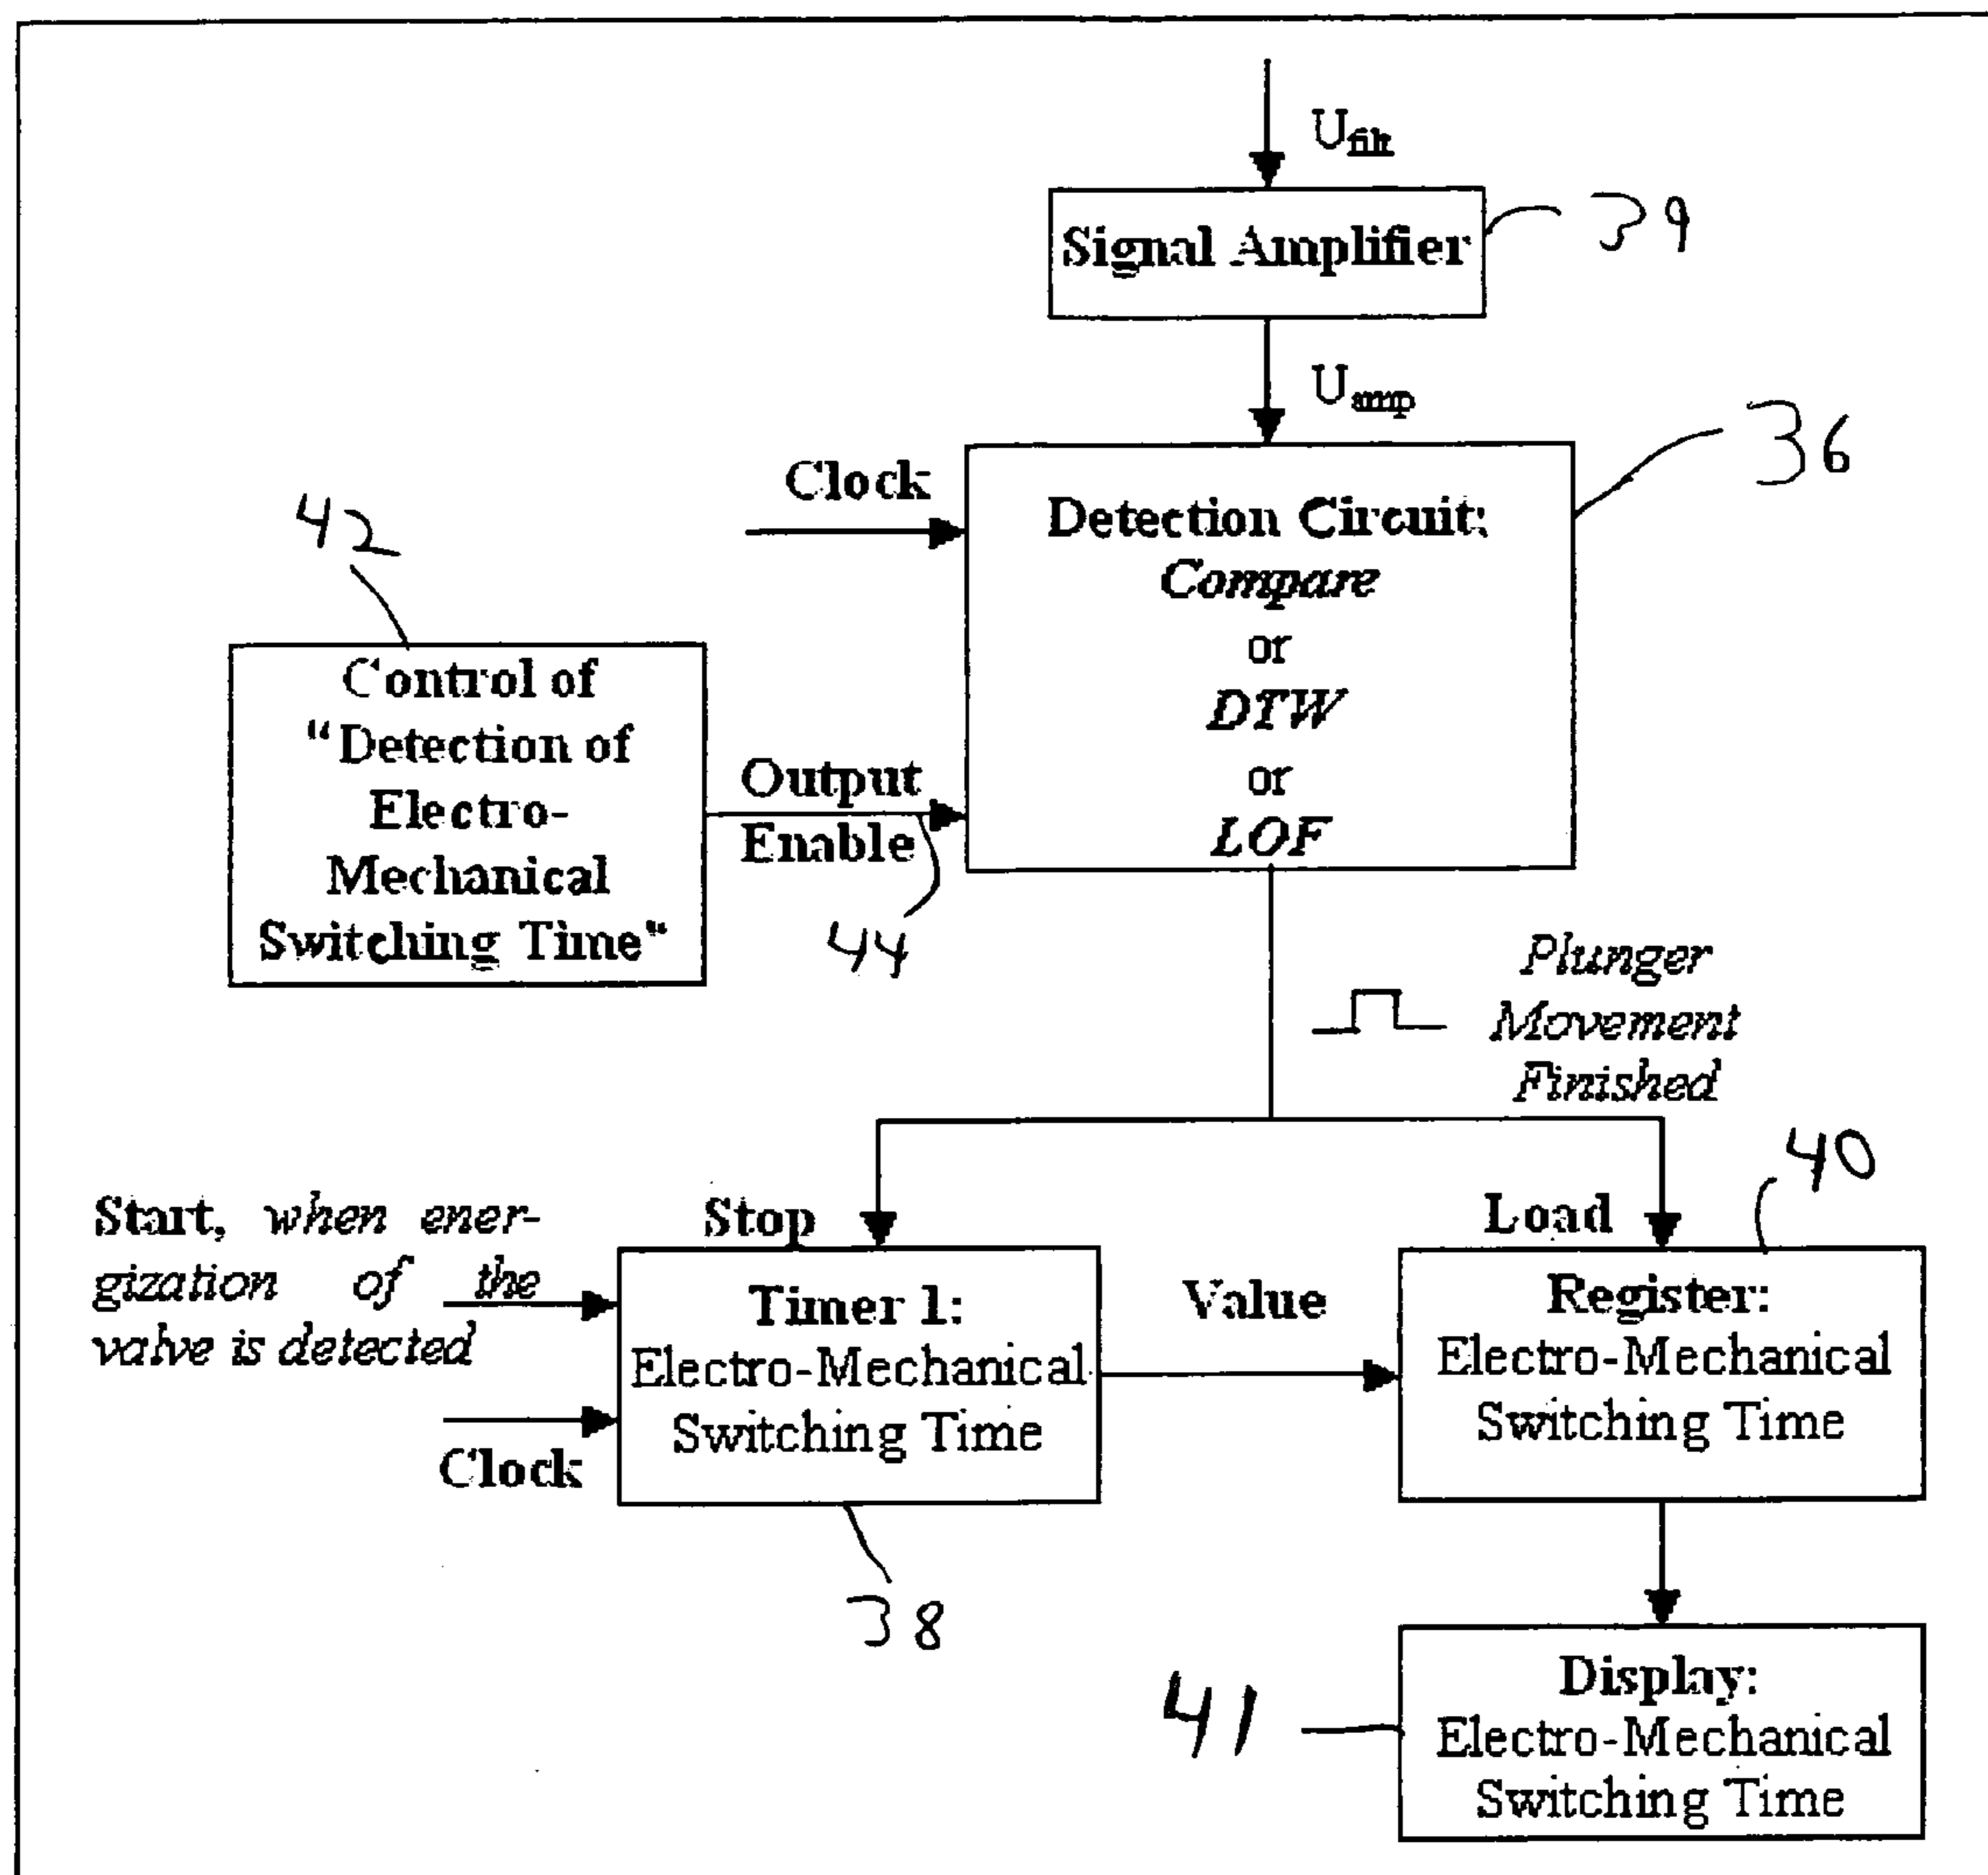 U filt
Signal Amplifier
39
U amp
36
Clock
Detection Circuit:
Compare
or
DTW
or
LOF
42
Control of
"Detection of
Electro-
Mechanical
Switching Time"
Output
Enable
44
Plunger
Movement
Finished
40
Start, when ener-
gization of the
valve is detected
Stop
Load
Timer 1:
Electro-Mechanical
Switching Time
Value
Register:
Electro-Mechanical
Switching Time
Clock
38
41
Display:
Electro-Mechanical
Switching Time